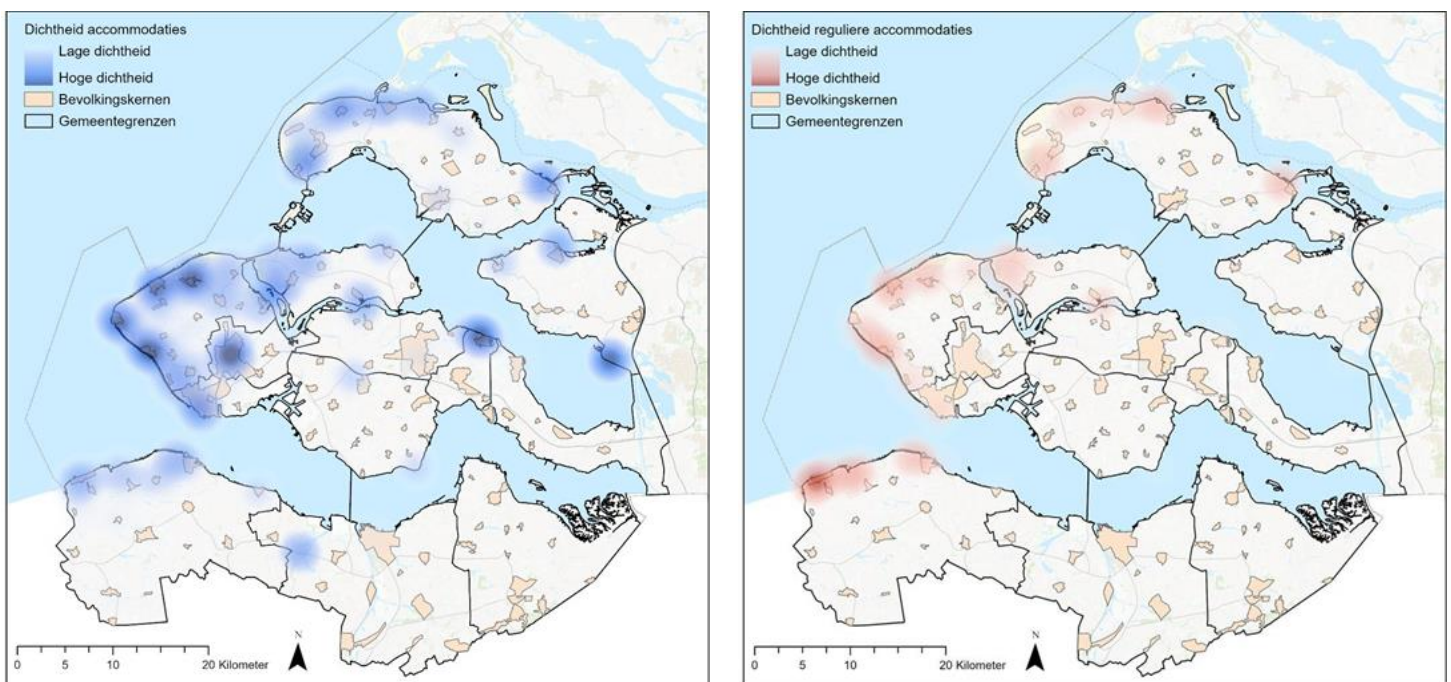 Dichtheid accommodaties
Lage dichtheid
Hoge dichtheid
Bevolkingskernen
Gemeentegrenzen
N
0 5 10 20 Kilometer
Dichtheid reguliere accommodaties
Lage dichtheid
Hoge dichtheid
Bevolkingskernen
Gemeentegrenzen
N
0 5 10 20 Kilometer